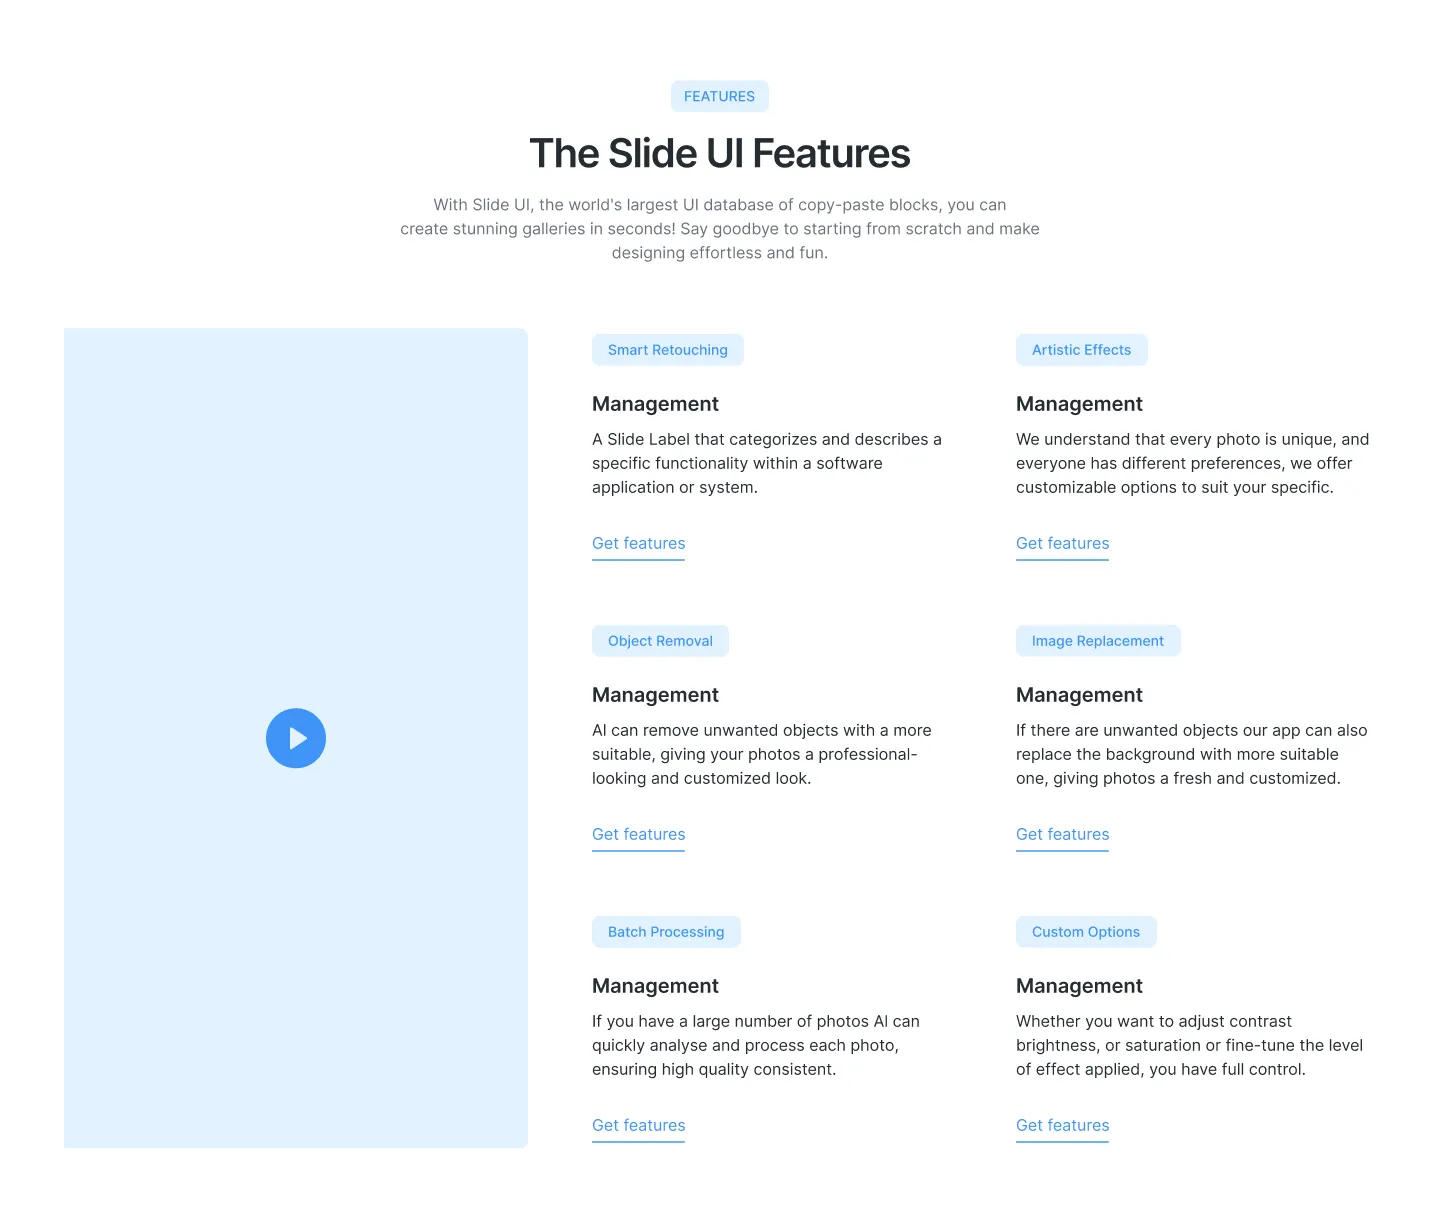 FEATURES
The Slide UI Features
With Slide UI, the world's largest UI database of copy-paste blocks, you can
create stunning galleries in seconds! Say goodbye to starting from scratch and make
designing effortless and fun.
Smart Retouching
Management
A Slide Label that categorizes and describes a
specific functionality within a software
application or system.
Get features
Artistic Effects
Management
We understand that every photo is unique, and
everyone has different preferences, we offer
customizable options to suit your specific.
Get features
Object Removal
Management
AI can remove unwanted objects with a more
suitable, giving your photos a professional-
looking and customized look.
Get features
Image Replacement
Management
If there are unwanted objects our app can also
replace the background with more suitable
one, giving photos a fresh and customized.
Get features
Batch Processing
Management
If you have a large number of photos AI can
quickly analyse and process each photo,
ensuring high quality consistent.
Get features
Custom Options
Management
Whether you want to adjust contrast
brightness, or saturation or fine-tune the level
of effect applied, you have full control.
Get features